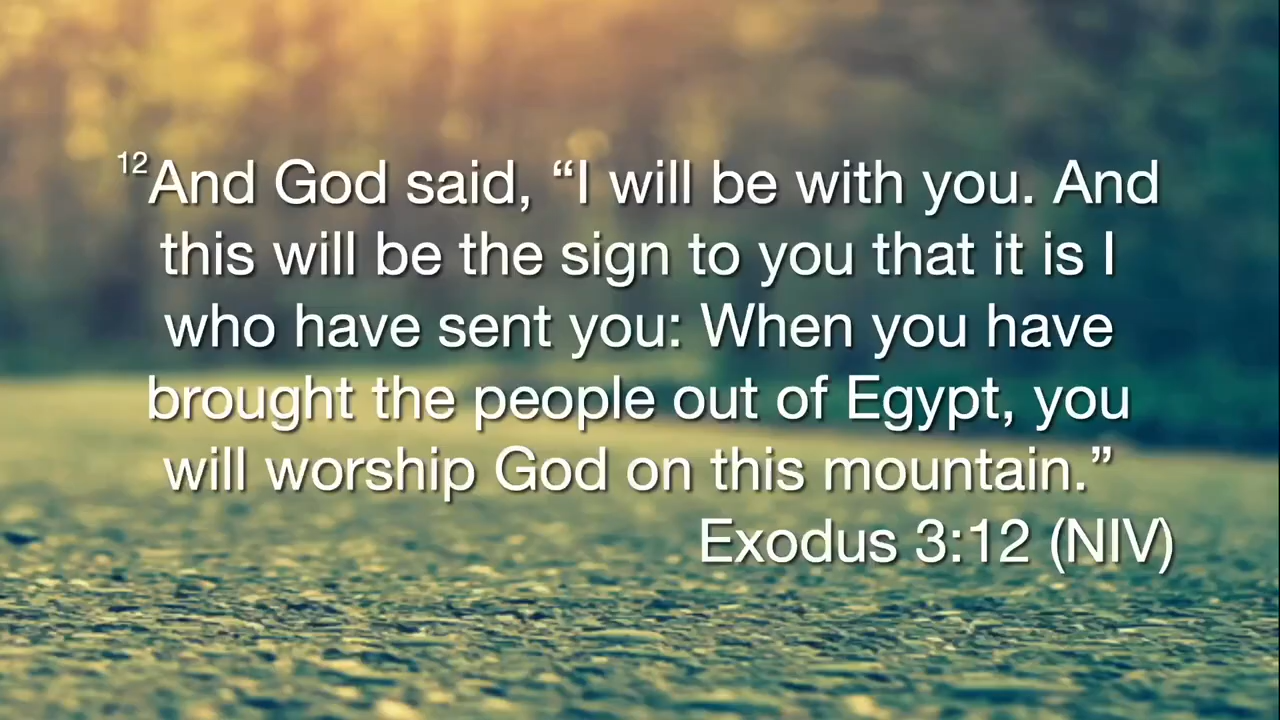 12And God said, “I will be with you. And
this will be the sign to you that it is I
who have sent you: When you have
brought the people out of Egypt, you
will worship God on this mountain.”
Exodus 3:12 (NIV)